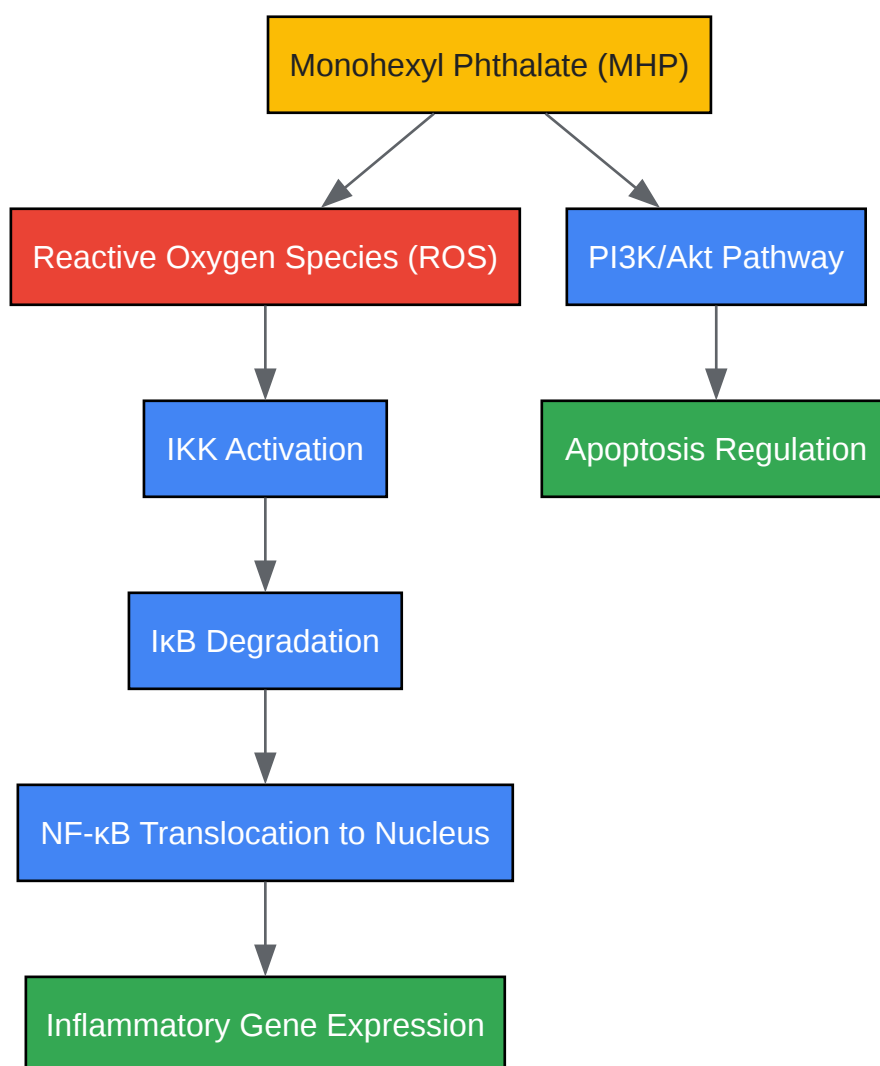 Monohexyl Phthalate (MHP)
Reactive Oxygen Species (ROS)
PI3K/Akt Pathway
IKK Activation
Apoptosis Regulation
IκB Degradation
NF-κB Translocation to Nucleus
Inflammatory Gene Expression